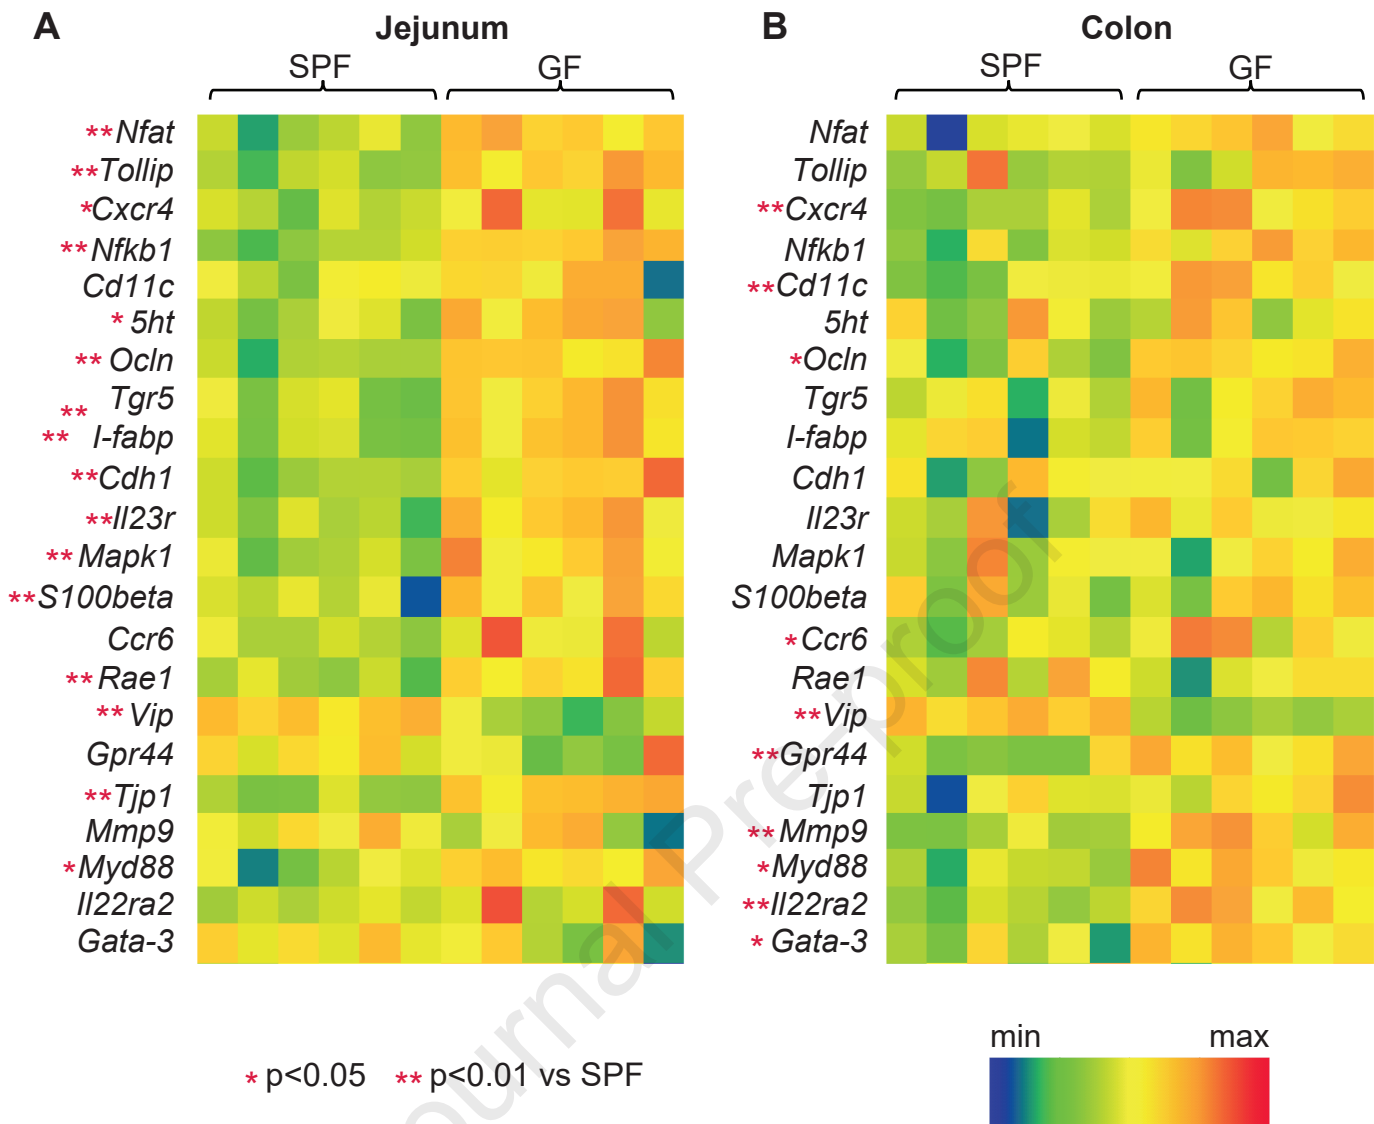 A Jejunum B Colon
SPF GF SPF GF
**Nfat Nfat
**Tollip Tollip
*Cxcr4 **Cxcr4
**Nfkb1 Nfkb1
Cd11c **Cd11c
* 5ht 5ht
** Ocln *Ocln
** Tgr5 Tgr5
** I-fabp I-fabp
**Cdh1 Cdh1
**Il23r Il23r
**Mapk1 Mapk1
**S100beta S100beta
Ccr6 *Ccr6
**Rae1 Rae1
** Vip **Vip
Gpr44 **Gpr44
**Tjp1 Tjp1
Mmp9 **Mmp9
*Myd88 *Myd88
Il22ra2 **Il22ra2
Gata-3 * Gata-3
min max
* p<0.05 ** p<0.01 vs SPF
Journal Pre-proof